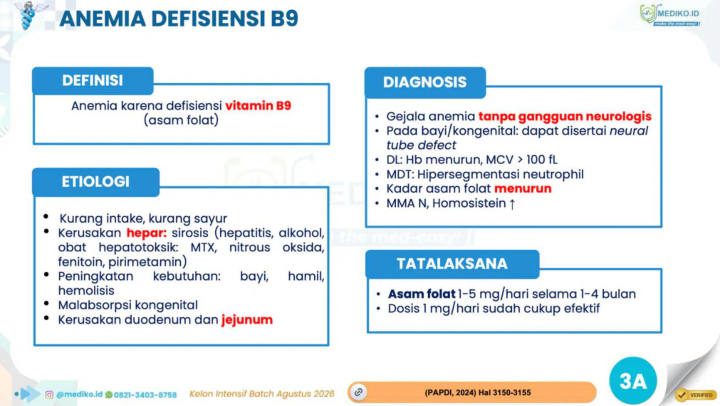 ANEMIA DEFISIENSI B9
MEDIKO.ID
DEFINISI
Anemia karena defisiensi vitamin B9
(asam folat)
ETIOLOGI
• Kurang intake, kurang sayur
• Kerusakan hepar: sirosis (hepatitis, alkohol,
obat hepatotoksik: MTX, nitrous oksida,
fenitoin, pirimetamin)
• Peningkatan kebutuhan: bayi, hamil,
hemolisis
• Malabsorpsi kongenital
• Kerusakan duodenum dan jejunum
DIAGNOSIS
• Gejala anemia tanpa gangguan neurologis
• Pada bayi/kongenital: dapat disertai neural
tube defect
• DL: Hb menurun, MCV > 100 fL
• MDT: Hipersegmentasi neutrophil
• Kadar asam folat menurun
• MMA N, Homosistein ↑
TATALAKSANA
• Asam folat 1-5 mg/hari selama 1-4 bulan
• Dosis 1 mg/hari sudah cukup efektif
3A
@mediko.id 0821-3403-8758
Kelon Intensif Batch Agustus 2026
(PAPDI, 2024) Hal 3150-3155
VERIFIED